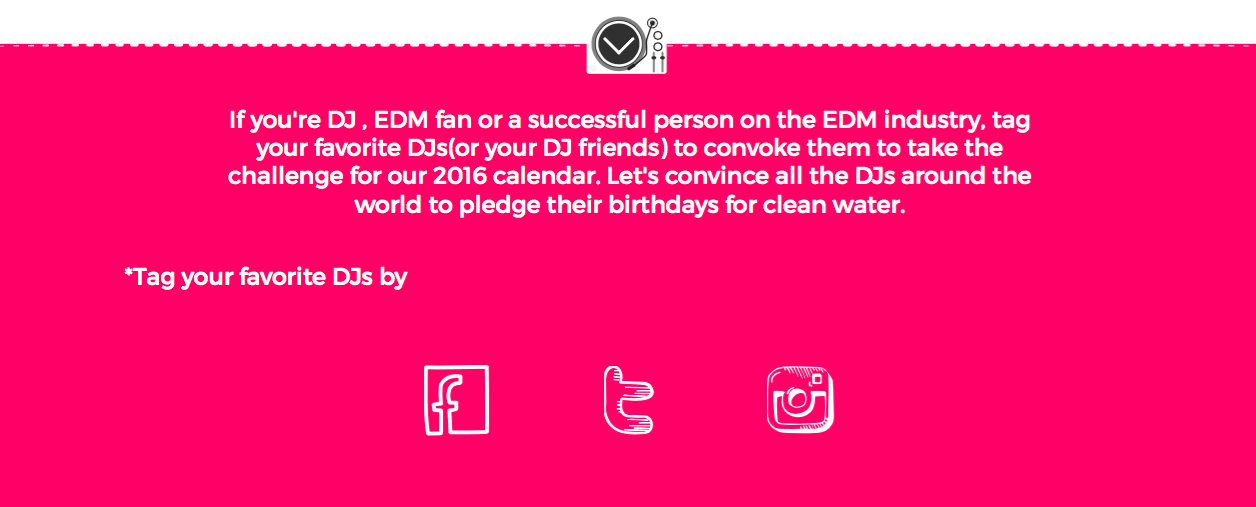 If you're DJ , EDM fan or a successful person on the EDM industry, tag
your favorite DJs(or your DJ friends) to convoke them to take the
challenge for our 2016 calendar. Let's convince all the DJs around the
world to pledge their birthdays for clean water.
*Tag your favorite DJs by